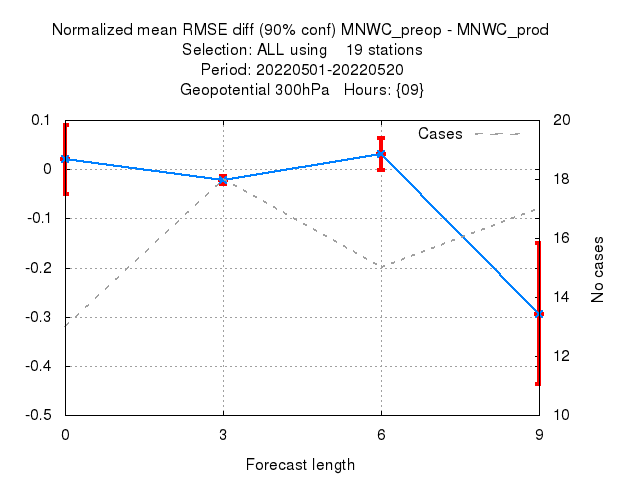 Normalized mean RMSE diff (90% conf) MNWC_preop - MNWC_prod
Selection: ALL using    19 stations
Period: 20220501-20220520
Geopotential 300hPa   Hours: {09}
Cases
0.1
0
-0.1
-0.2
-0.3
-0.4
-0.5
20
18
16
14
12
10
No cases
0
3
6
9
Forecast length